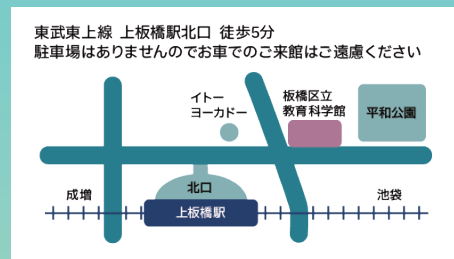 東武東上線 上板橋駅北口 徒歩5分
駐車場はありませんのでお車でのご来館はご遠慮ください
イトー
ヨーカドー
板橋区立
教育科学館
平和公園
成増
北口
池袋
上板橋駅